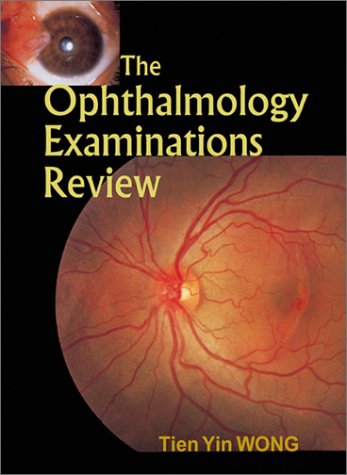 The
Ophthalmology
Examinations
Review
Tien Yin WONG